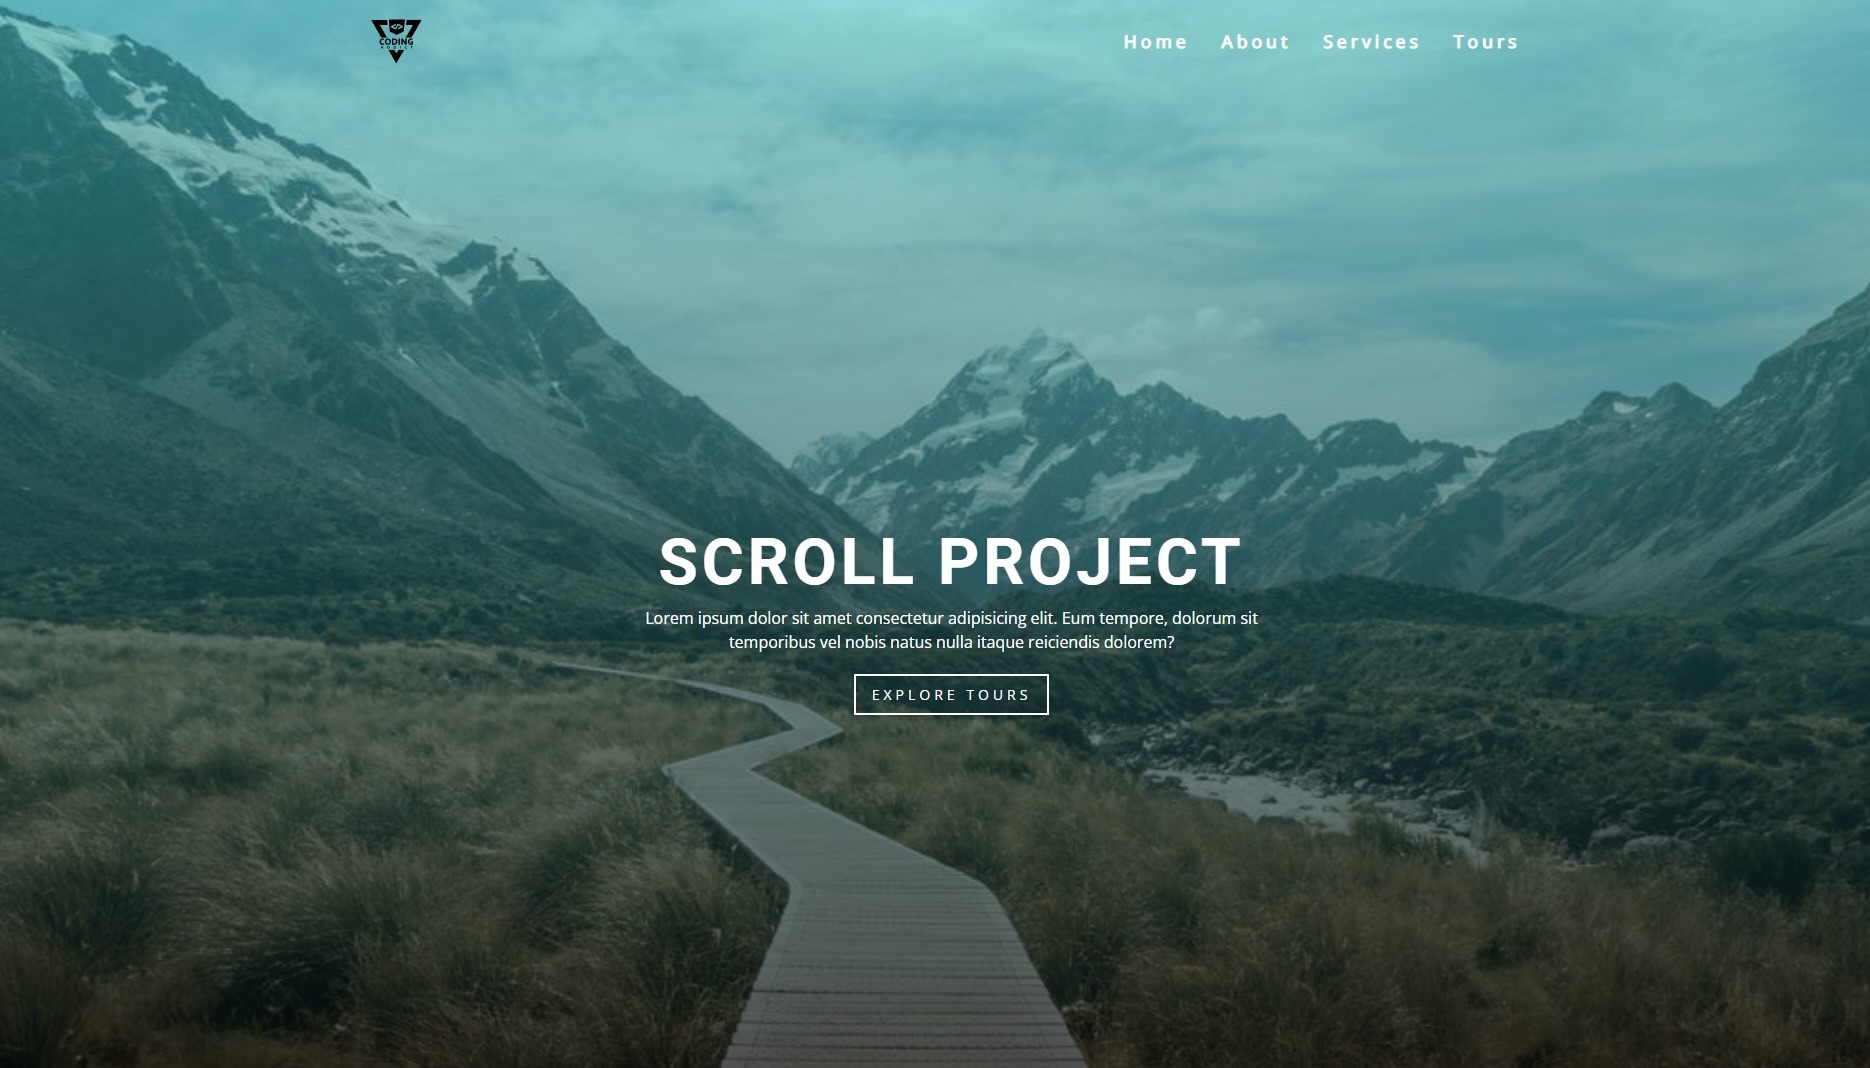 </>
CODING
ADDICT
Home About Services Tours
SCROLL PROJECT
Lorem ipsum dolor sit amet consectetur adipisicing elit. Eum tempore, dolorum sit
temporibus vel nobis natus nulla itaque reiciendis dolorem?
EXPLORE TOURS